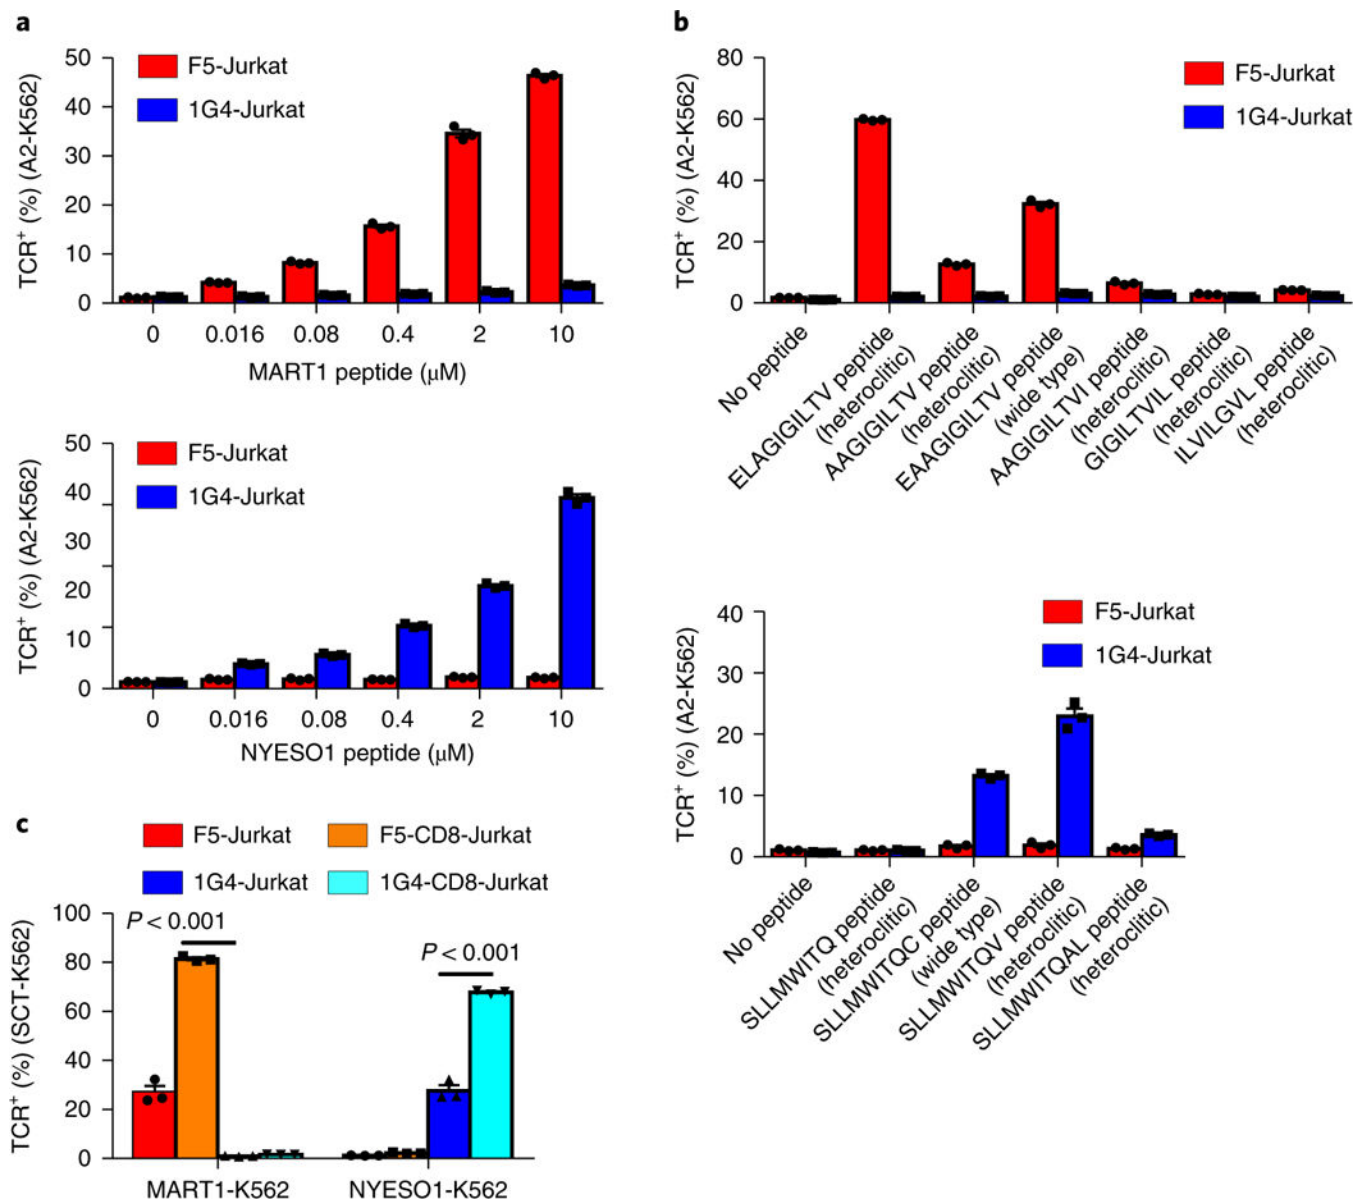 a
50
40
30
20
10
0
TCR⁺ (%) (A2-K562)
F5-Jurkat
1G4-Jurkat
0 0.016 0.08 0.4 2 10
MART1 peptide (μM)
50
40
30
20
10
0
TCR⁺ (%) (A2-K562)
F5-Jurkat
1G4-Jurkat
0 0.016 0.08 0.4 2 10
NYESO1 peptide (μM)
b
80
60
40
20
0
TCR⁺ (%) (A2-K562)
F5-Jurkat
1G4-Jurkat
No peptide
ELAGIGILTV peptide
(heteroclitic)
AAGIGILTV peptide
(heteroclitic)
EAAGIGILTV peptide
(wide type)
AAGIGILTVI peptide
(heteroclitic)
GIGILTVIL peptide
(heteroclitic)
ILVILGVL peptide
(heteroclitic)
40
30
20
10
0
TCR⁺ (%) (A2-K562)
F5-Jurkat
1G4-Jurkat
No peptide
SLLMWITQ peptide
(heteroclitic)
SLLMWITQC peptide
(wide type)
SLLMWITQV peptide
(heteroclitic)
SLLMWITQAL peptide
(heteroclitic)
c
F5-Jurkat F5-CD8-Jurkat
1G4-Jurkat 1G4-CD8-Jurkat
100
80
60
40
20
0
TCR⁺ (%) (SCT-K562)
P < 0.001
P < 0.001
MART1-K562 NYESO1-K562